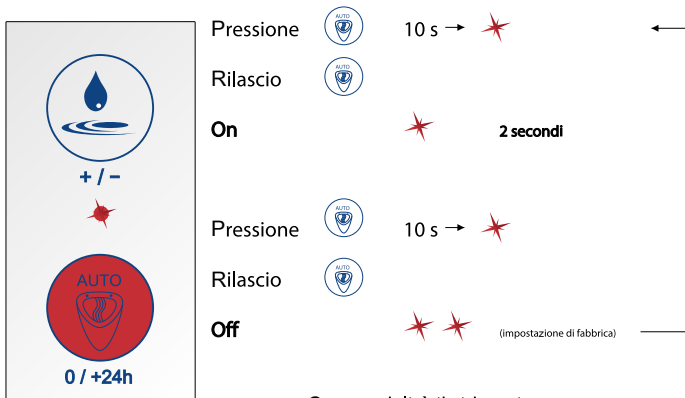 Pressione AUTO 10 s
Rilascio AUTO
On 2 secondi
+ / −
Pressione AUTO 10 s
AUTO
Rilascio AUTO
Off (impostazione di fabbrica)
0 / +24h